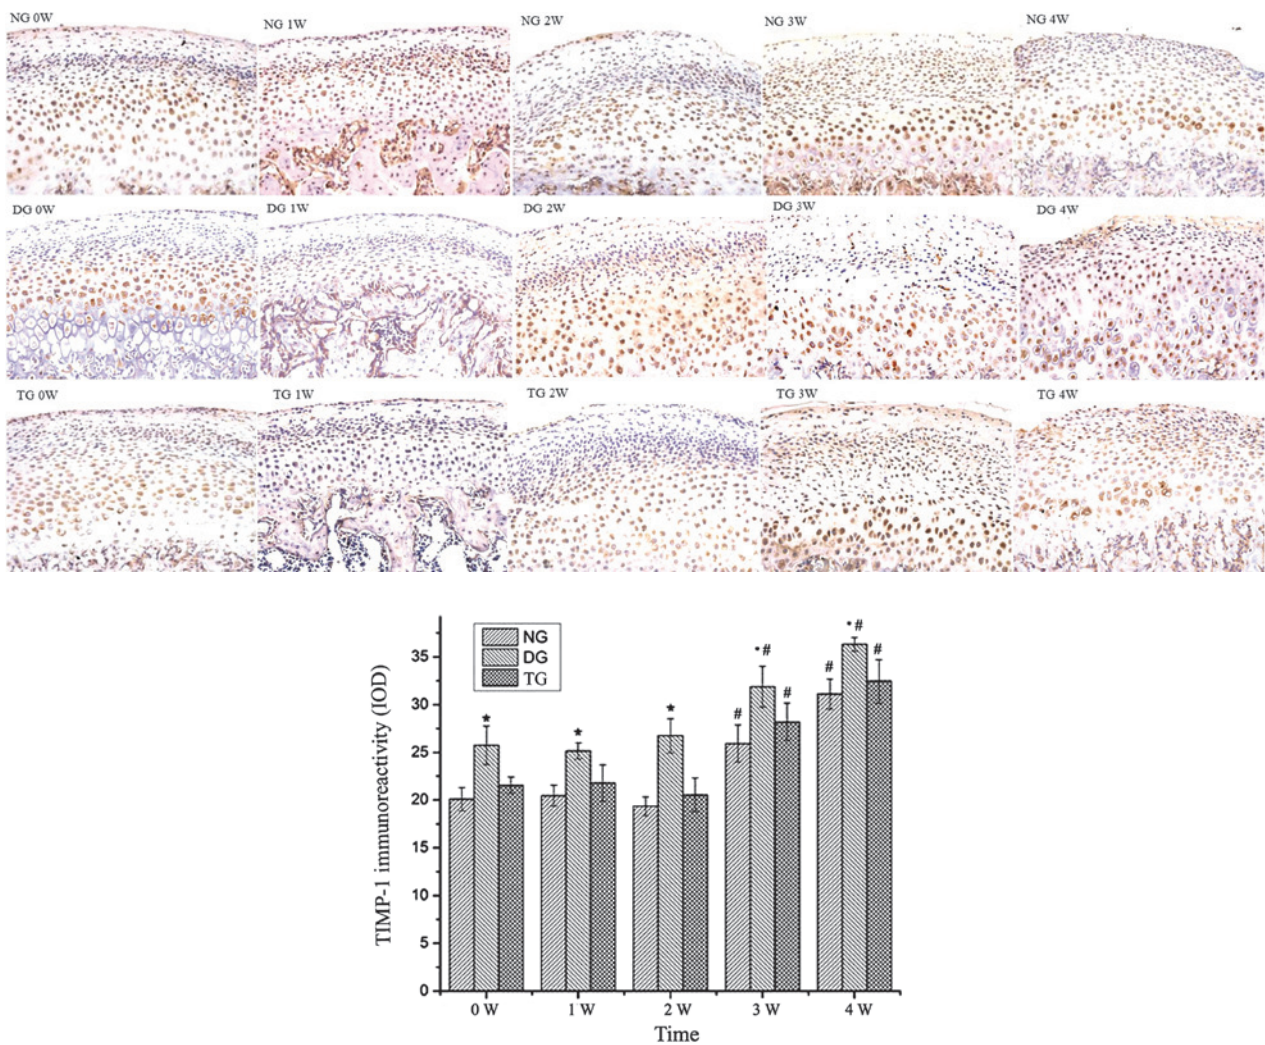 NG 0W
NG 1W
NG 2W
NG 3W
NG 4W
DG 0W
DG 1W
DG 2W
DG 3W
DG 4W
TG 0W
TG 1W
TG 2W
TG 3W
TG 4W
TIMP-1 immunoreactivity (IOD)
35
30
25
20
15
10
5
0
NG
DG
TG
*
*
*
#
*#
#
#
*#
#
0 W
1 W
2 W
3 W
4 W
Time